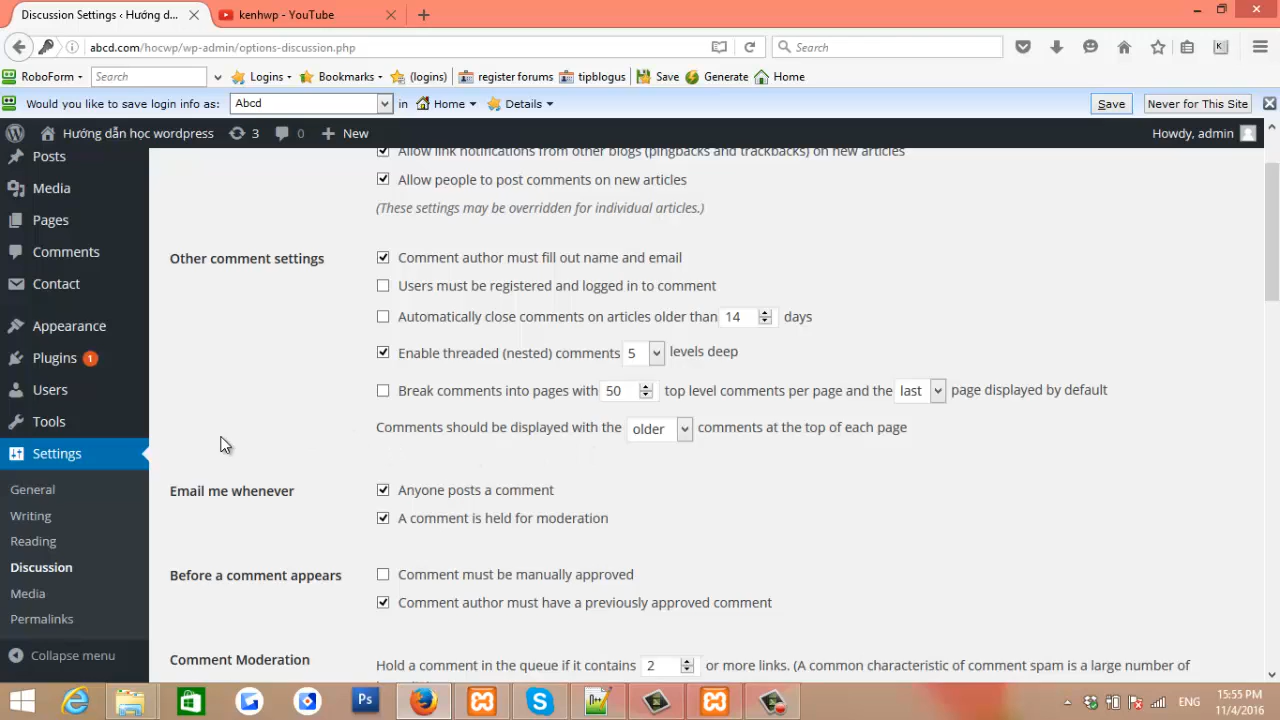 Discussion Settings ‹ Hướng d...
kenhwp - YouTube
abcd.com/hocwp/wp-admin/options-discussion.php
Search
RoboForm
Search
Logins
Bookmarks
(logins)
register forums
tipblogus
Save
Generate
Home
Would you like to save login info as:
Abcd
in
Home
Details
Save
Never for This Site
Hướng dẫn học wordpress
3
0
New
Howdy, admin
Posts
Media
Pages
Comments
Contact
Appearance
Plugins 1
Users
Tools
Settings
General
Writing
Reading
Discussion
Media
Permalinks
Collapse menu
Allow link notifications from other blogs (pingbacks and trackbacks) on new articles
Allow people to post comments on new articles
(These settings may be overridden for individual articles.)
Other comment settings
Comment author must fill out name and email
Users must be registered and logged in to comment
Automatically close comments on articles older than 14 days
Enable threaded (nested) comments 5 levels deep
Break comments into pages with 50 top level comments per page and the last page displayed by default
Comments should be displayed with the older comments at the top of each page
Email me whenever
Anyone posts a comment
A comment is held for moderation
Before a comment appears
Comment must be manually approved
Comment author must have a previously approved comment
Comment Moderation
Hold a comment in the queue if it contains 2 or more links. (A common characteristic of comment spam is a large number of
Ps
ENG
15:55 PM
11/4/2016